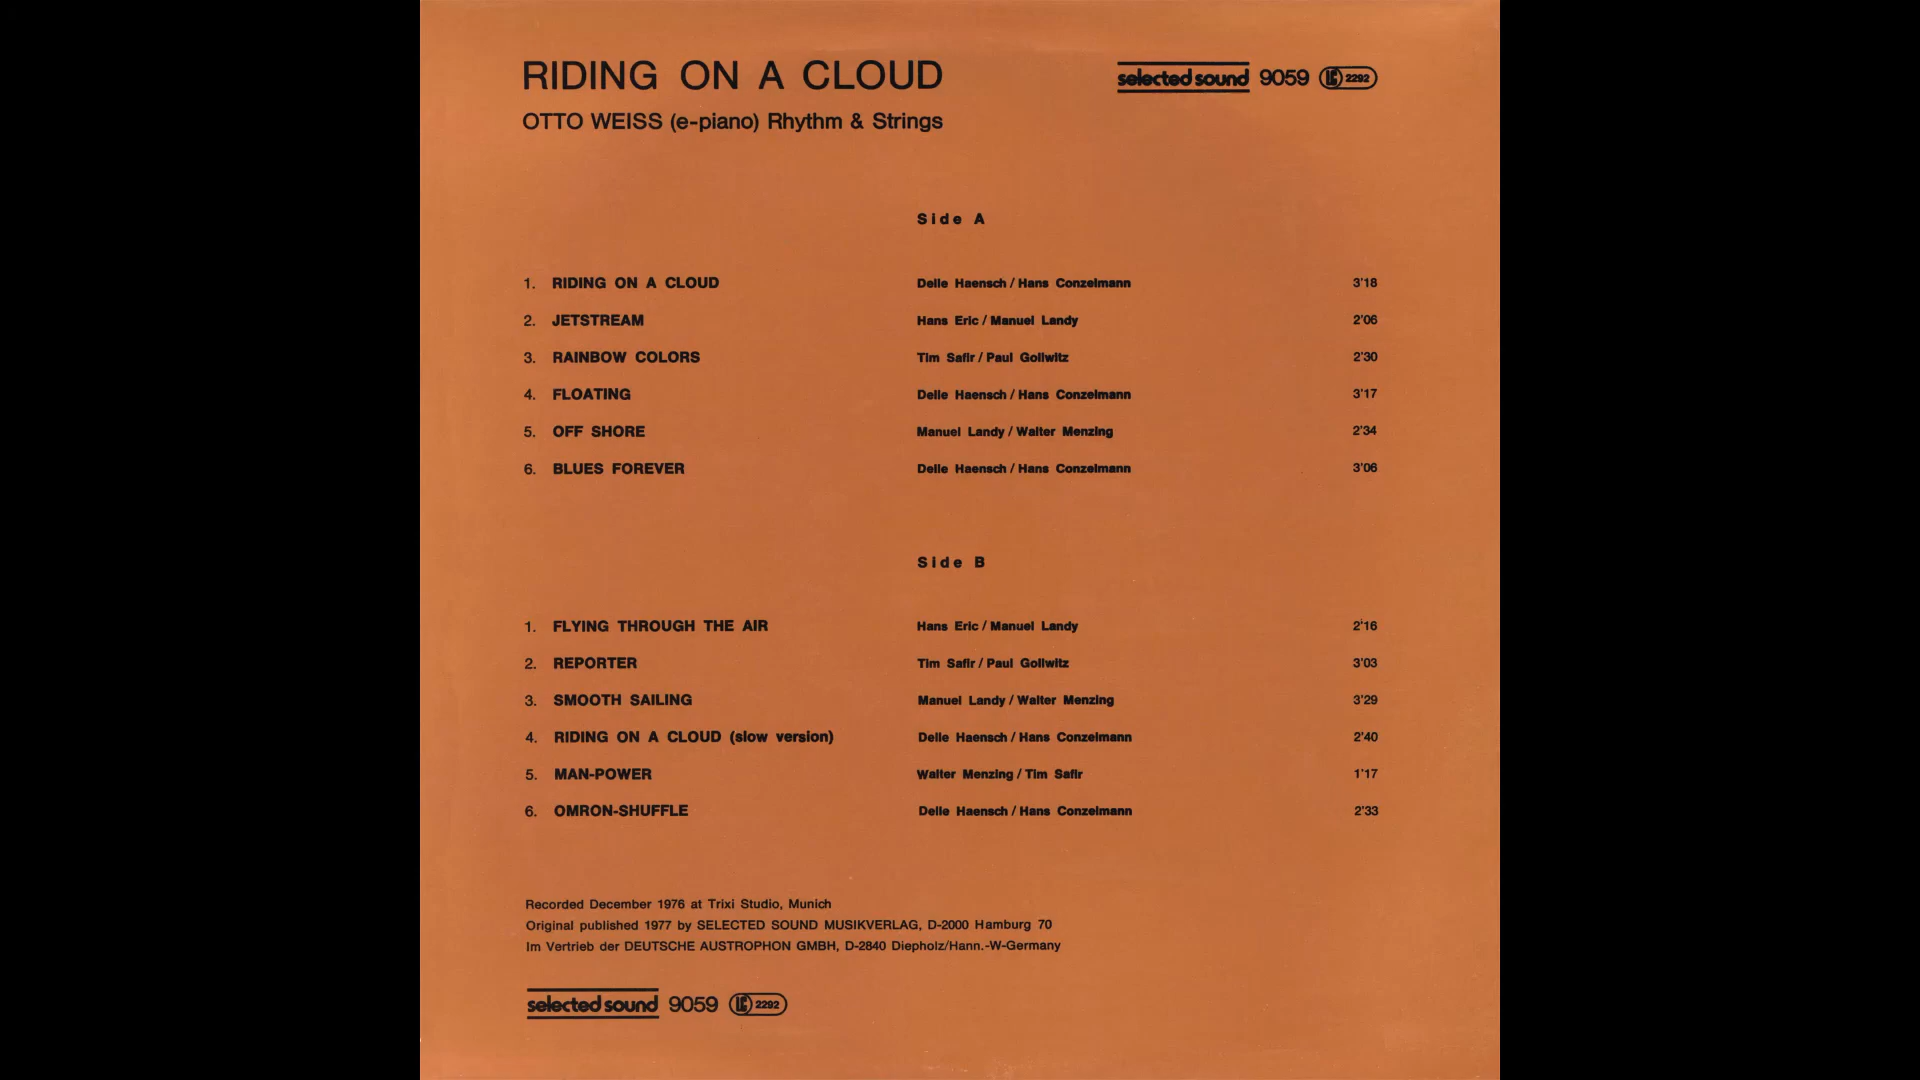 RIDING ON A CLOUD selected sound 9059 LC 2292
OTTO WEISS (e-piano) Rhythm & Strings
Side A
1. RIDING ON A CLOUD Delle Haensch / Hans Conzelmann 3'18
2. JETSTREAM Hans Eric / Manuel Landy 2'06
3. RAINBOW COLORS Tim Safir / Paul Gollwitz 2'30
4. FLOATING Delle Haensch / Hans Conzelmann 3'17
5. OFF SHORE Manuel Landy / Walter Menzing 2'34
6. BLUES FOREVER Delle Haensch / Hans Conzelmann 3'06
Side B
1. FLYING THROUGH THE AIR Hans Eric / Manuel Landy 2'16
2. REPORTER Tim Safir / Paul Gollwitz 3'03
3. SMOOTH SAILING Manuel Landy / Walter Menzing 3'29
4. RIDING ON A CLOUD (slow version) Delle Haensch / Hans Conzelmann 2'40
5. MAN-POWER Walter Menzing / Tim Safir 1'17
6. OMRON-SHUFFLE Delle Haensch / Hans Conzelmann 2'33
Recorded December 1976 at Trixi Studio, Munich
Original published 1977 by SELECTED SOUND MUSIKVERLAG, D-2000 Hamburg 70
Im Vertrieb der DEUTSCHE AUSTROPHON GMBH, D-2840 Diepholz/Hann.-W-Germany
selected sound 9059 LC 2292